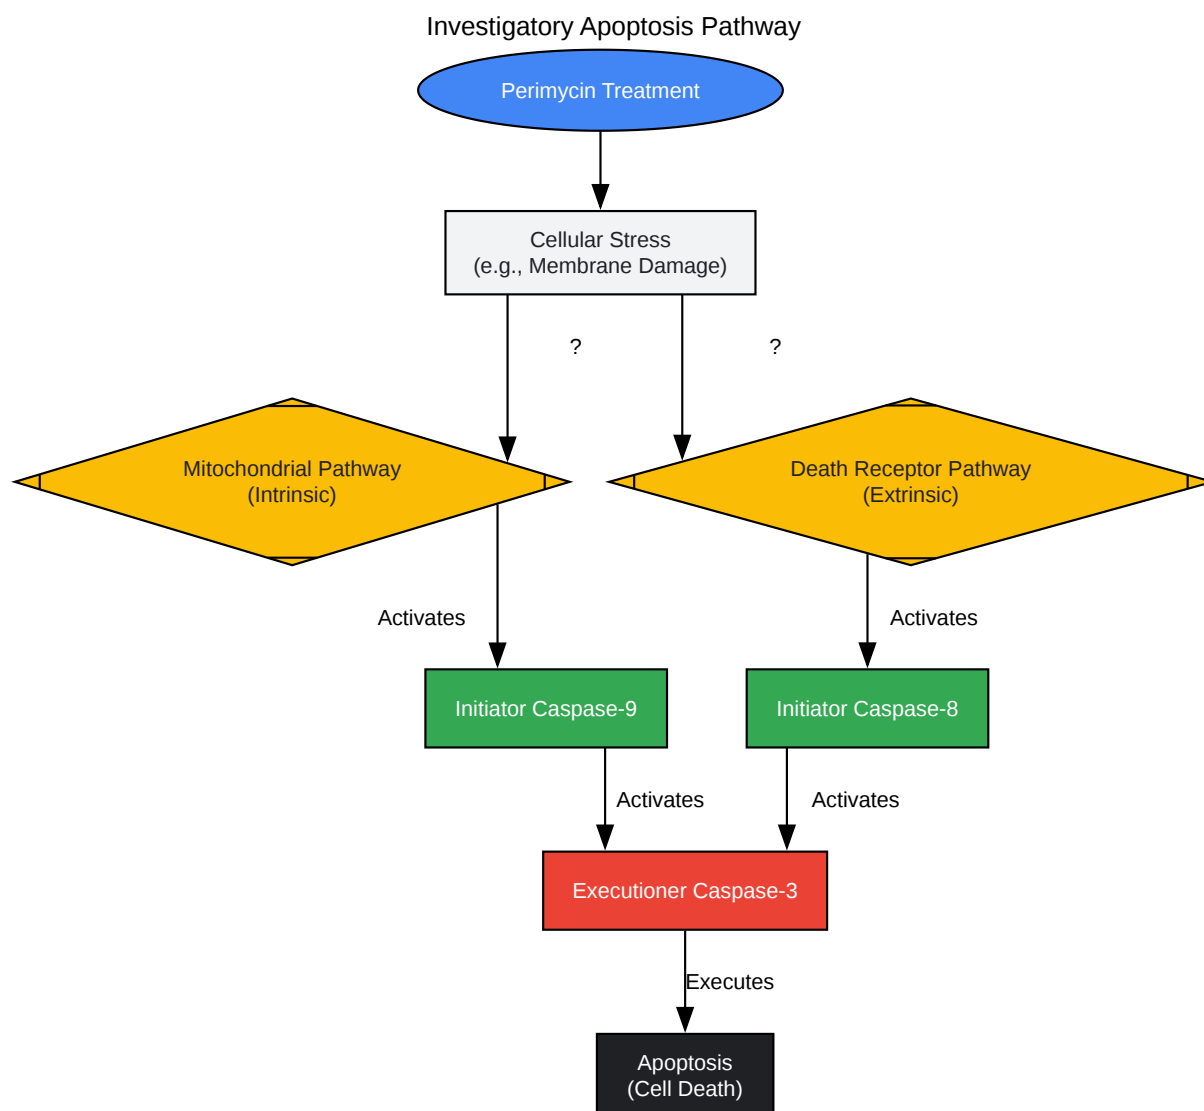 Investigatory Apoptosis Pathway
Perimycin Treatment
Cellular Stress
(e.g., Membrane Damage)
?
?
Mitochondrial Pathway
(Intrinsic)
Death Receptor Pathway
(Extrinsic)
Activates
Activates
Initiator Caspase-9
Initiator Caspase-8
Activates
Activates
Executioner Caspase-3
Executes
Apoptosis
(Cell Death)